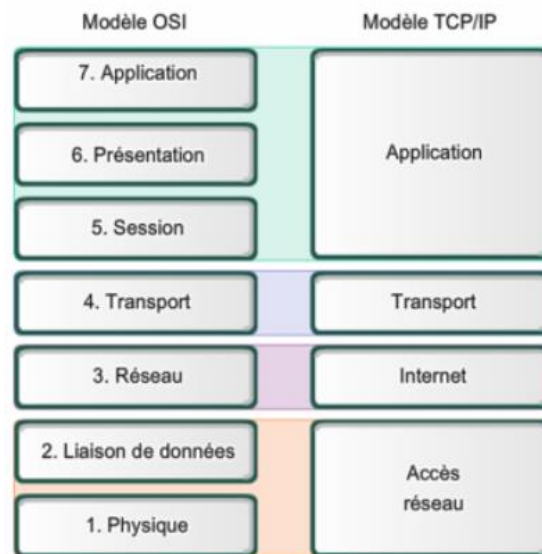 Modèle OSI
Modèle TCP/IP
7. Application
6. Présentation
5. Session
4. Transport
3. Réseau
2. Liaison de données
1. Physique
Application
Transport
Internet
Accès
réseau